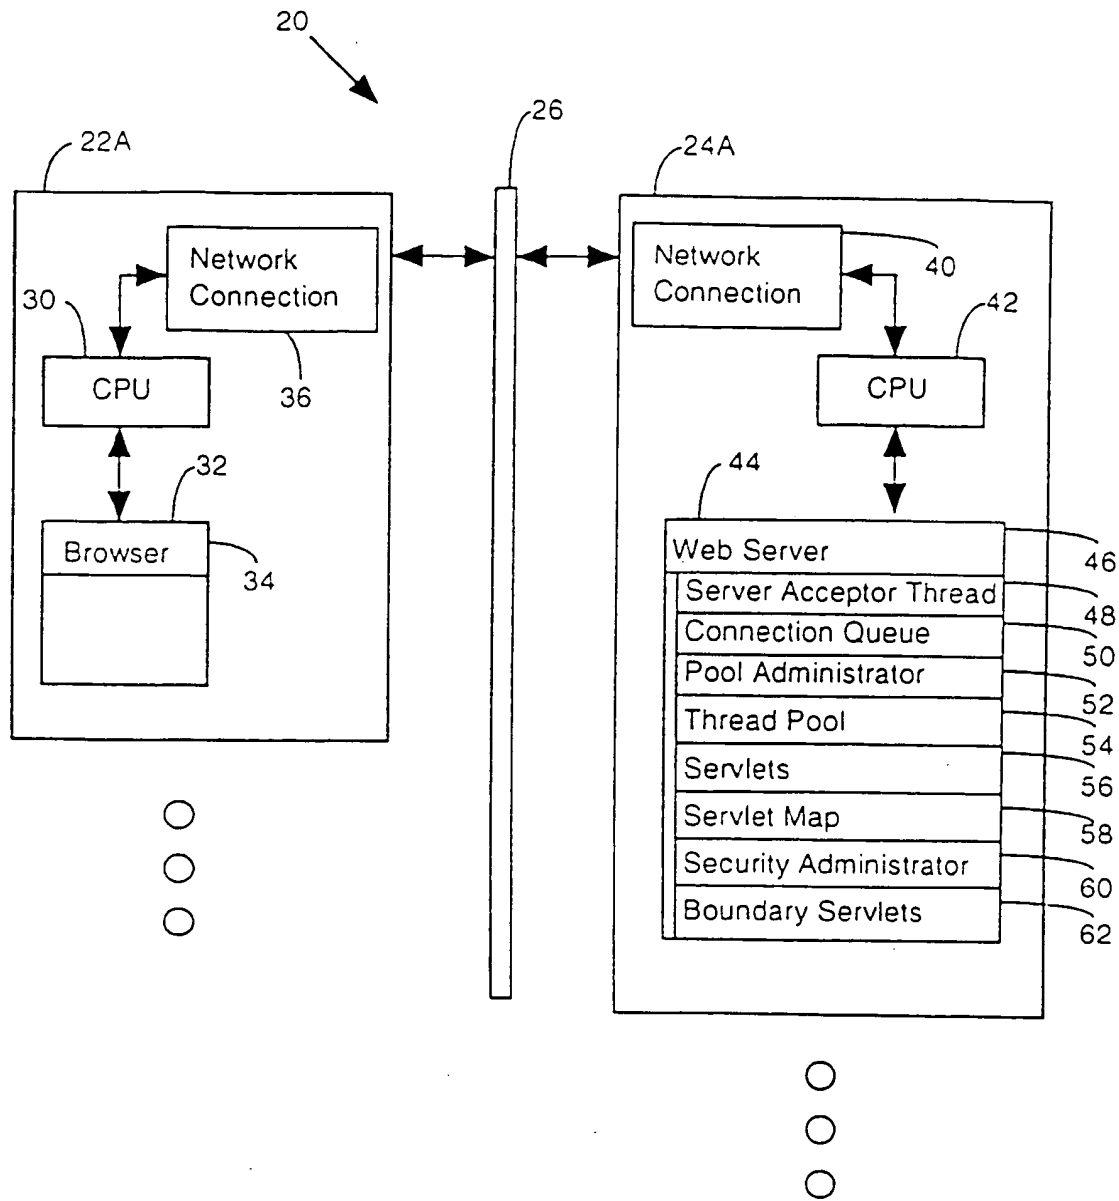 20
26
22A
24A
Network
Connection
Network
Connection
40
30
42
CPU
36
CPU
32
44
Browser
34
Web Server
46
Server Acceptor Thread
48
Connection Queue
50
Pool Administrator
52
Thread Pool
54
Servlets
56
Servlet Map
58
Security Administrator
60
Boundary Servlets
62